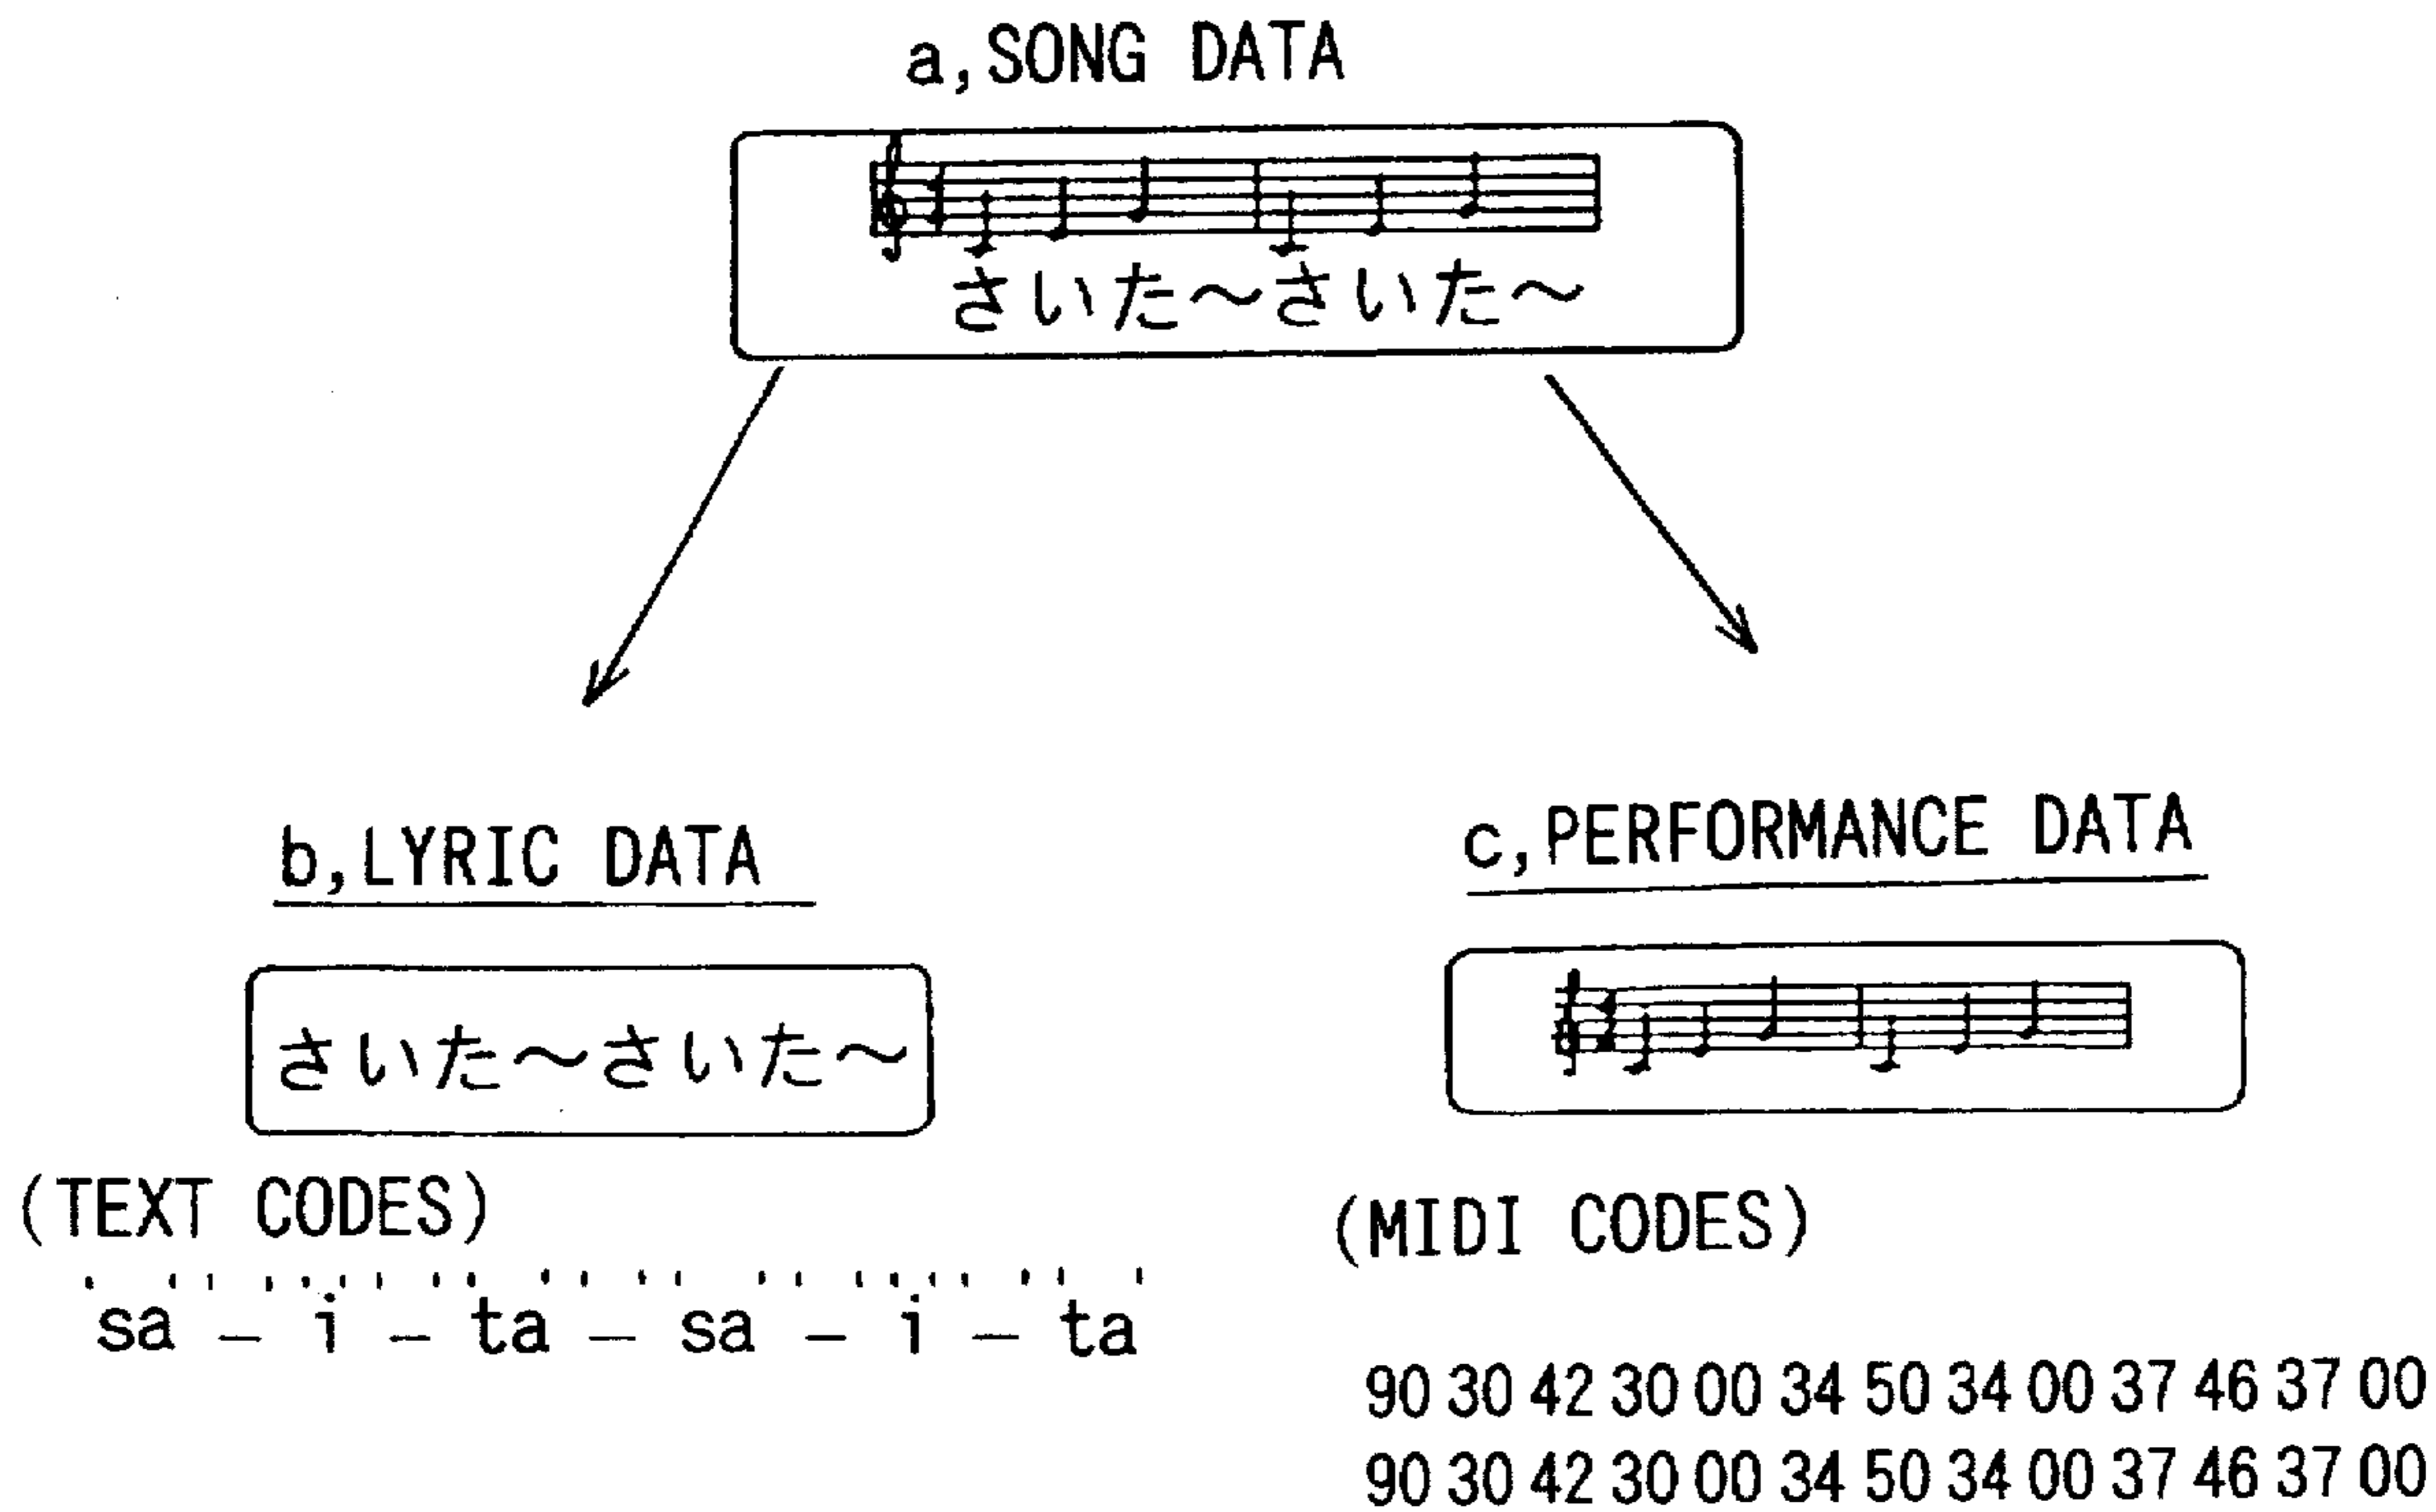 a,SONG DATA
さいた〜さいた〜
b,LYRIC DATA
さいた〜さいた〜
(TEXT CODES)
sa – i – ta – sa – i – ta
c,PERFORMANCE DATA
(MIDI CODES)
90 30 42 30 00 34 50 34 00 37 46 37 00
90 30 42 30 00 34 50 34 00 37 46 37 00